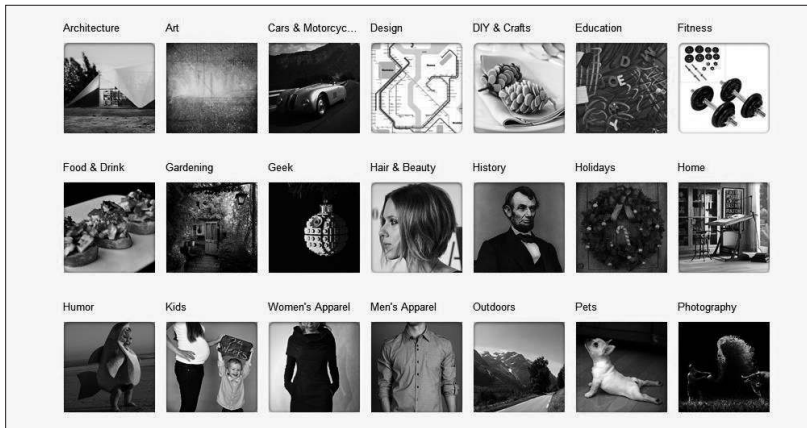 Architecture
Art
Cars & Motorcyc...
Design
DIY & Crafts
Education
Fitness
Food & Drink
Gardening
Geek
Hair & Beauty
History
Holidays
Home
Humor
Kids
Women's Apparel
Men's Apparel
Outdoors
Pets
Photography